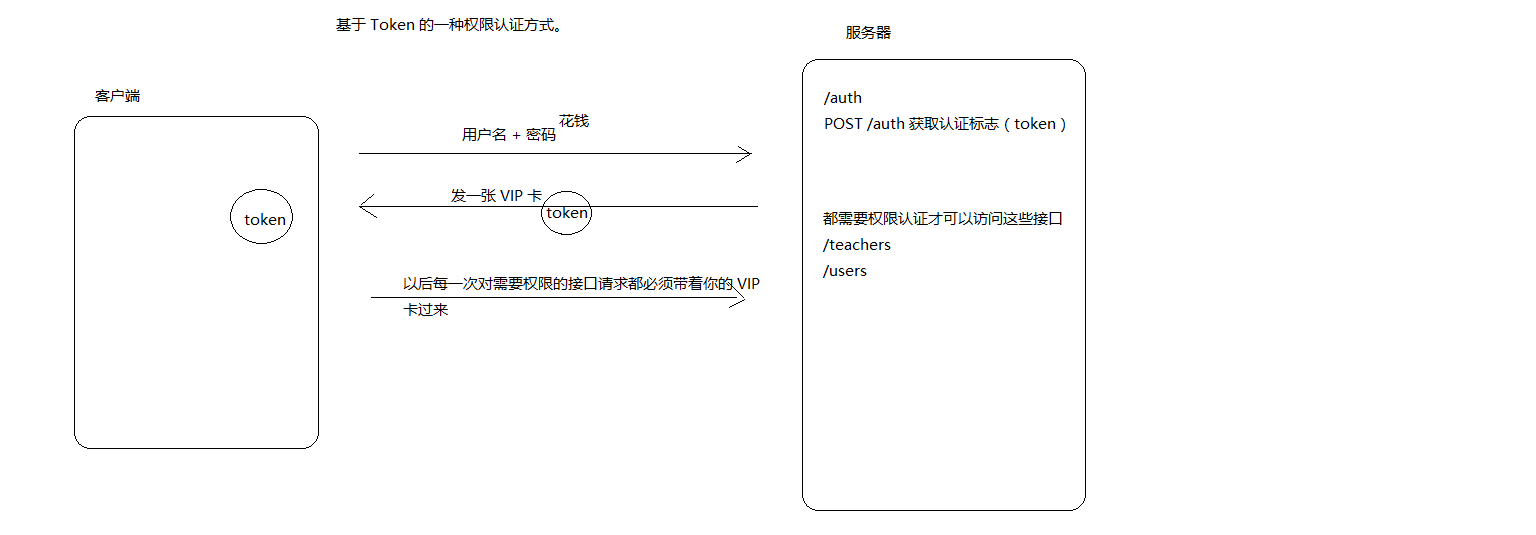 基于 Token 的一种权限认证方式。
服务器
客户端
/auth
POST /auth 获取认证标志（token）
花钱
用户名 + 密码
发一张 VIP 卡
token
token
都需要权限认证才可以访问这些接口
/teachers
/users
以后每一次对需要权限的接口请求都必须带着你的 VIP
卡过来